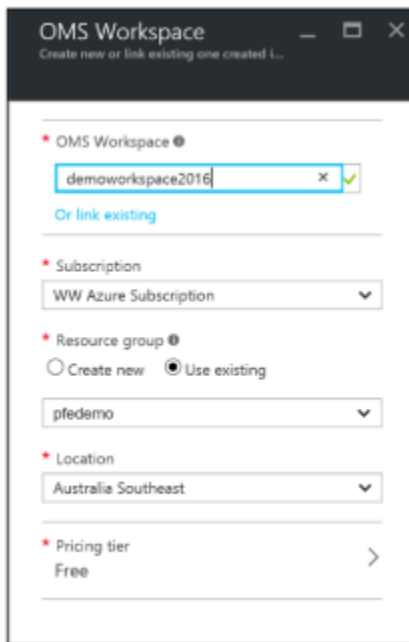 OMS Workspace
Create new or link existing one created i...
* OMS Workspace
demoworkspace2016
Or link existing
* Subscription
WW Azure Subscription
* Resource group
Create new Use existing
pfedemo
* Location
Australia Southeast
* Pricing tier
Free